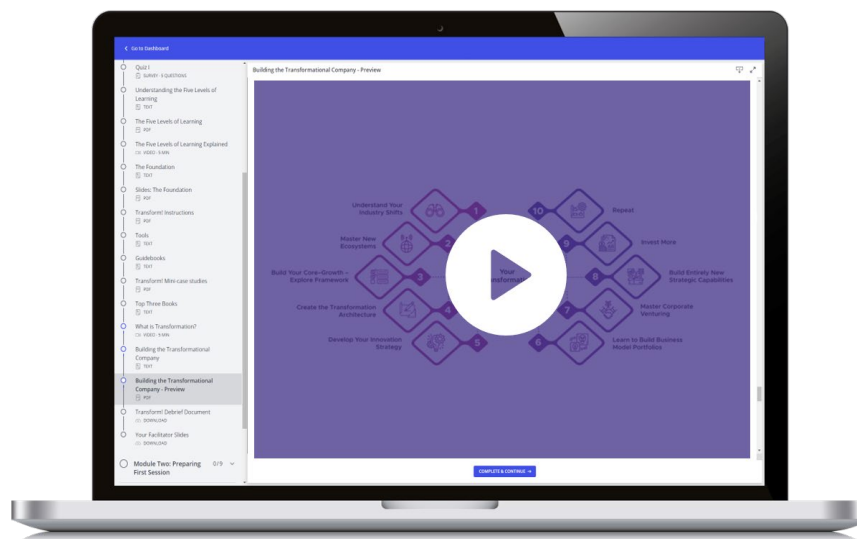 Go to Dashboard
Quiz I
SURVEY · 4 QUESTIONS
Understanding the Five Levels of
Learning
TEXT
The Five Levels of Learning
PDF
The Five Levels of Learning Explained
VIDEO · 9 MIN
The Foundation
TEXT
Slides: The Foundation
PDF
Transform! Instructions
PDF
Tools
TEXT
Guidebooks
TEXT
Transform! Mini-case studies
PDF
Top Three Books
TEXT
What is Transformation?
VIDEO · 9 MIN
Building the Transformational
Company
TEXT
Building the Transformational
Company - Preview
PDF
Transform! Debrief Document
DOWNLOAD
Your Facilitator Slides
DOWNLOAD
Module Two: Preparing
First Session
0/9
Building the Transformational Company - Preview
Understand Your
Industry Shifts
1
Master New
Ecosystems
2
Build Your Core-Growth –
Explore Framework
3
Create the Transformation
Architecture
4
Develop Your Innovation
Strategy
5
Your
10
Repeat
9
Invest More
8
Build Entirely New
Strategic Capabilities
7
Master Corporate
Venturing
6
Learn to Build Business
Model Portfolios
COMPLETE & CONTINUE →